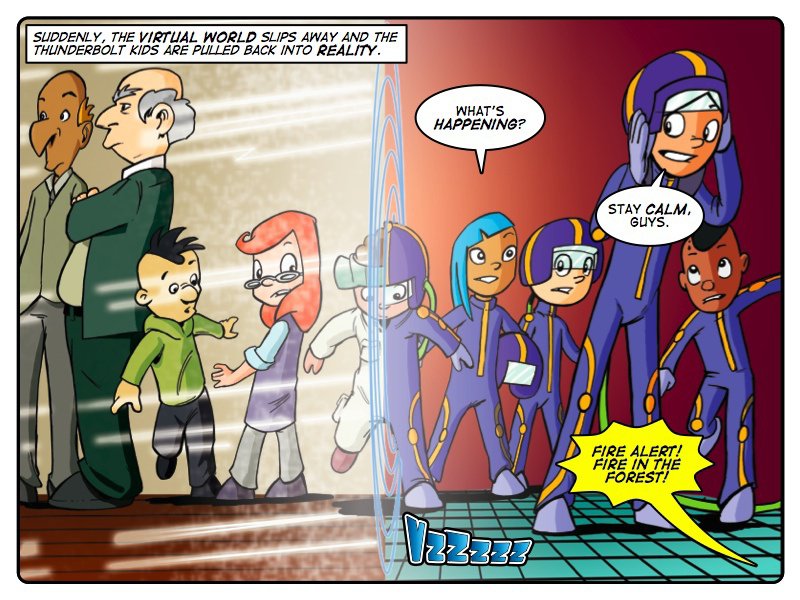 SUDDENLY, THE VIRTUAL WORLD SLIPS AWAY AND THE
THUNDERBOLT KIDS ARE PULLED BACK INTO REALITY.
WHAT'S
HAPPENING?
STAY CALM,
GUYS.
FIRE ALERT!
FIRE IN THE
FOREST!
VZZzzz